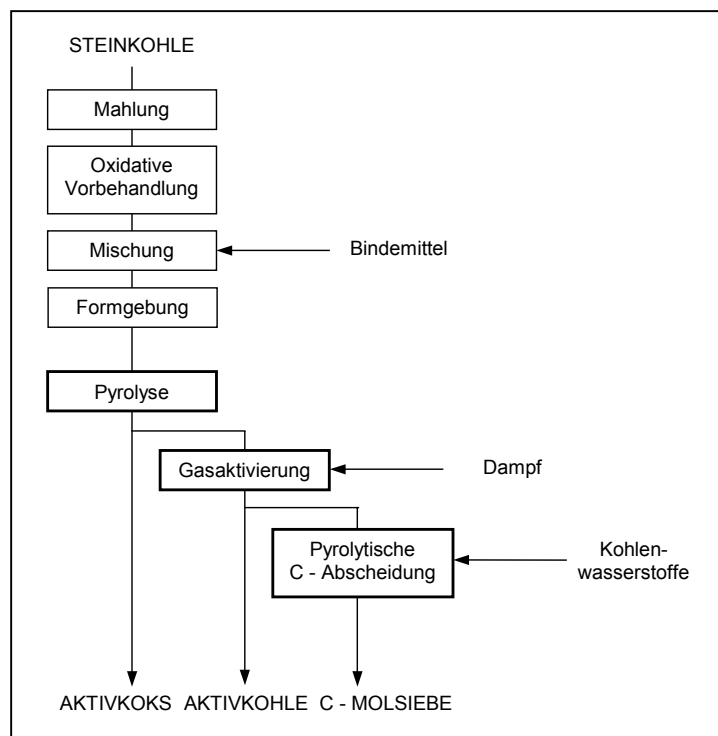 STEINKOHLE
Mahlung
Oxidative
Vorbehandlung
Mischung
Bindemittel
Formgebung
Pyrolyse
Gasaktivierung
Dampf
Pyrolytische
C - Abscheidung
Kohlen-
wasserstoffe
AKTIVKOKS AKTIVKOHLE C - MOLSIEBE